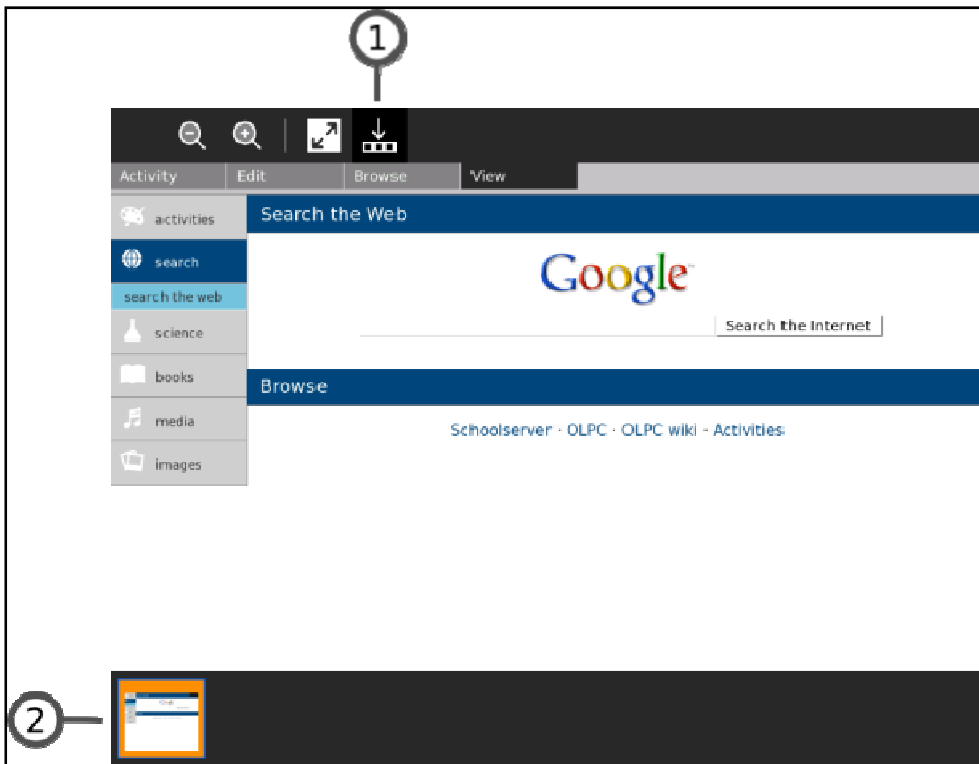 1
Activity Edit Browse View
activities
Search the Web
search
Google™
search the web
Search the Internet
science
books
Browse
media
Schoolserver · OLPC · OLPC wiki - Activities
images
2